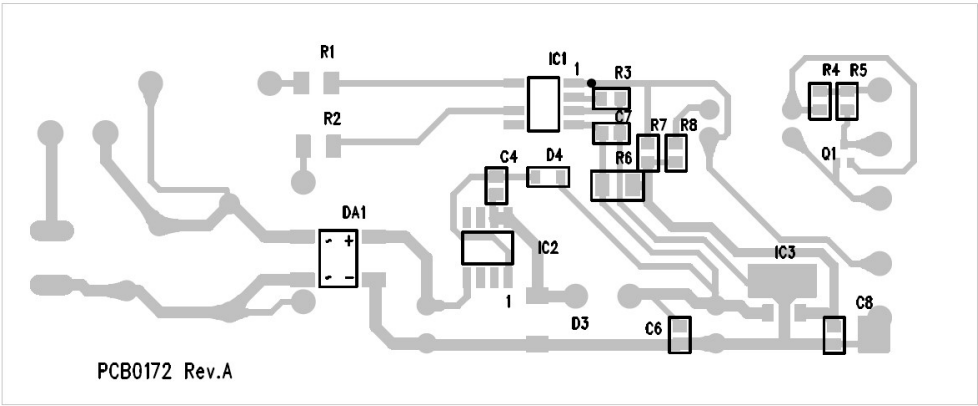 R1
IC1
1
R3
R4 R5
R2
C7
R7 R8
Q1
C4
D4
R6
DA1
~ +
~ -
IC2
IC3
1
D3
C6
C8
PCB0172 Rev.A